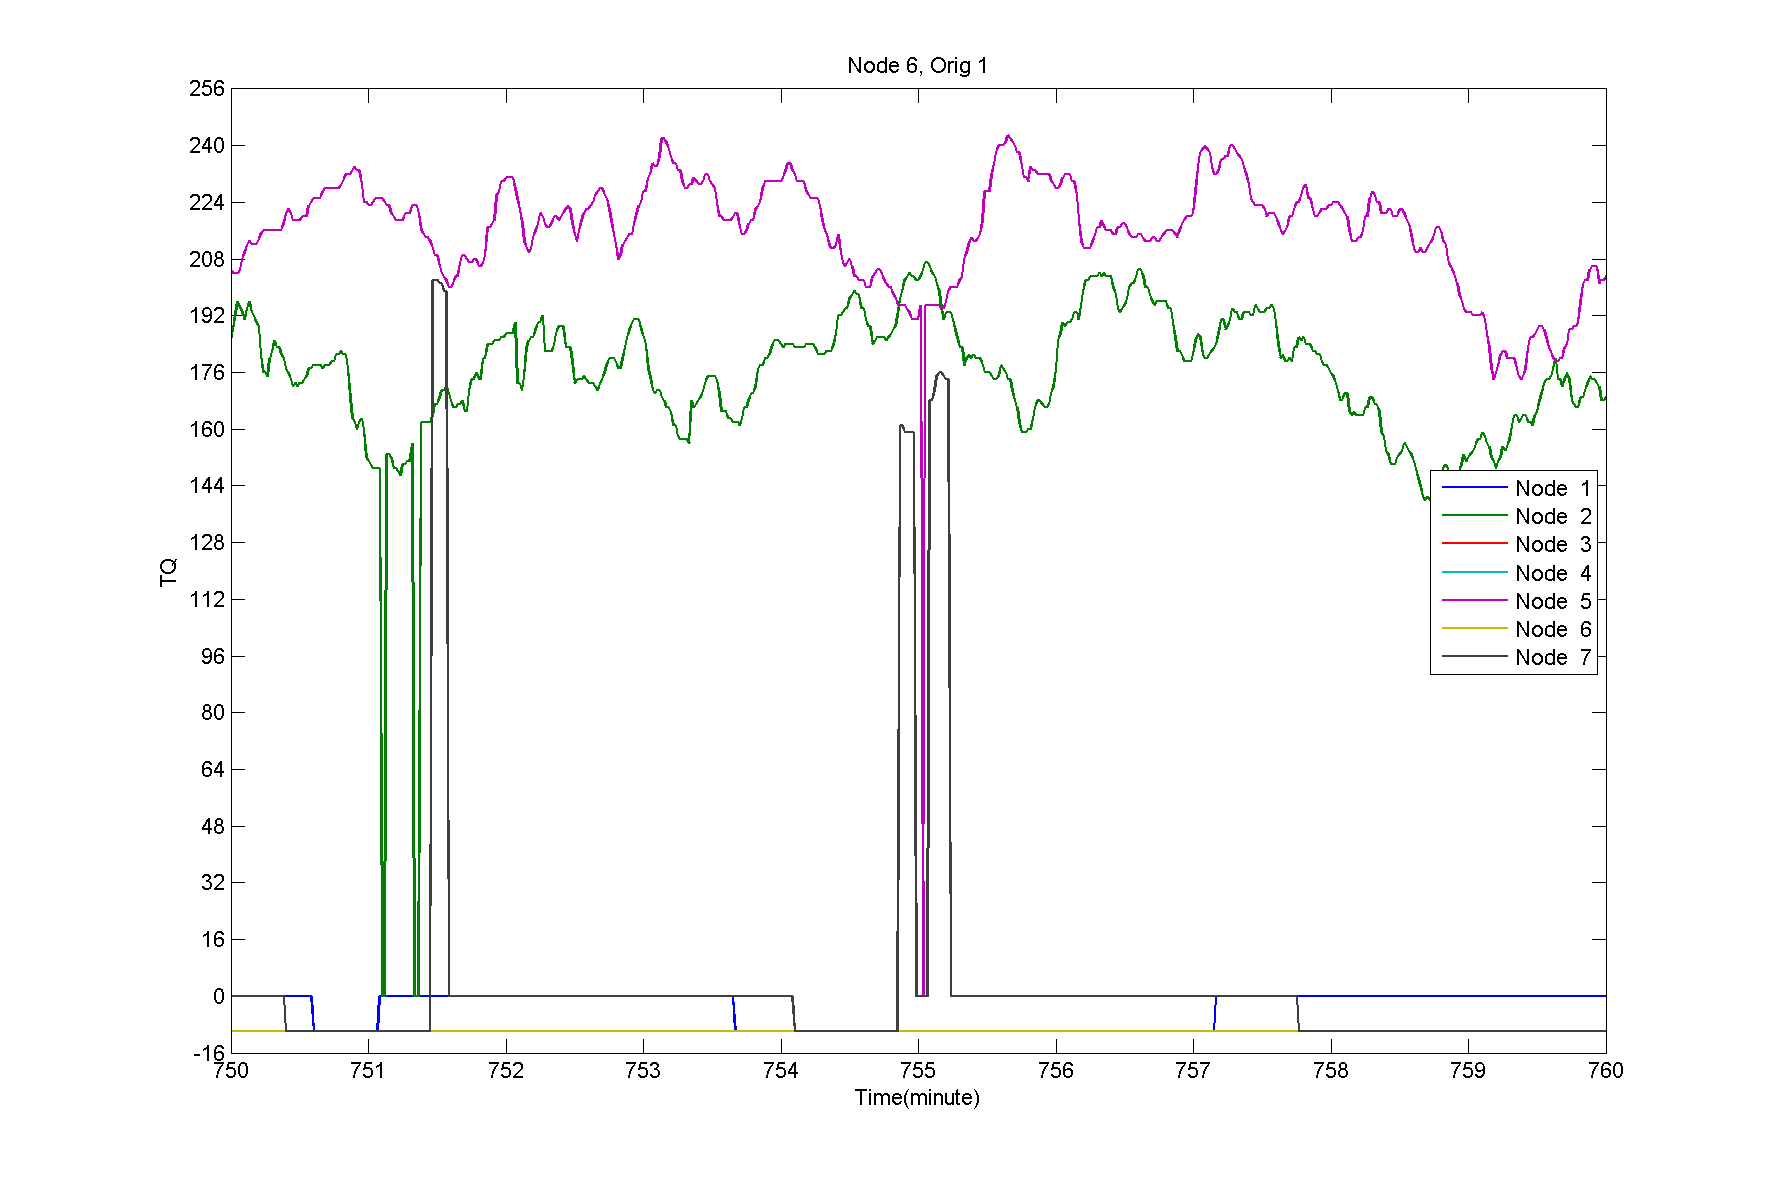 Node 6, Orig 1
256
240
224
208
192
176
160
144
128
112
96
80
64
48
32
16
0
-16
TQ
Node 1
Node 2
Node 3
Node 4
Node 5
Node 6
Node 7
750 751 752 753 754 755 756 757 758 759 760
Time(minute)